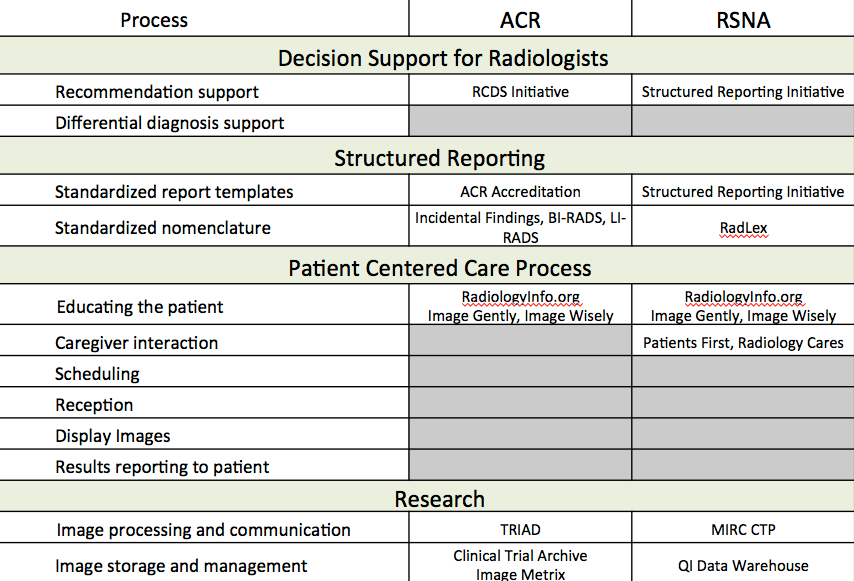 Process ACR RSNA
Decision Support for Radiologists
Recommendation support RCDS Initiative Structured Reporting Initiative
Differential diagnosis support
Structured Reporting
Standardized report templates ACR Accreditation Structured Reporting Initiative
Standardized nomenclature Incidental Findings, BI-RADS, LI-
RADS RadLex
Patient Centered Care Process
Educating the patient RadiologyInfo.org RadiologyInfo.org
Image Gently, Image Wisely Image Gently, Image Wisely
Caregiver interaction Patients First, Radiology Cares
Scheduling
Reception
Display Images
Results reporting to patient
Research
Image processing and communication TRIAD MIRC CTP
Image storage and management Clinical Trial Archive QI Data Warehouse
Image Metrix